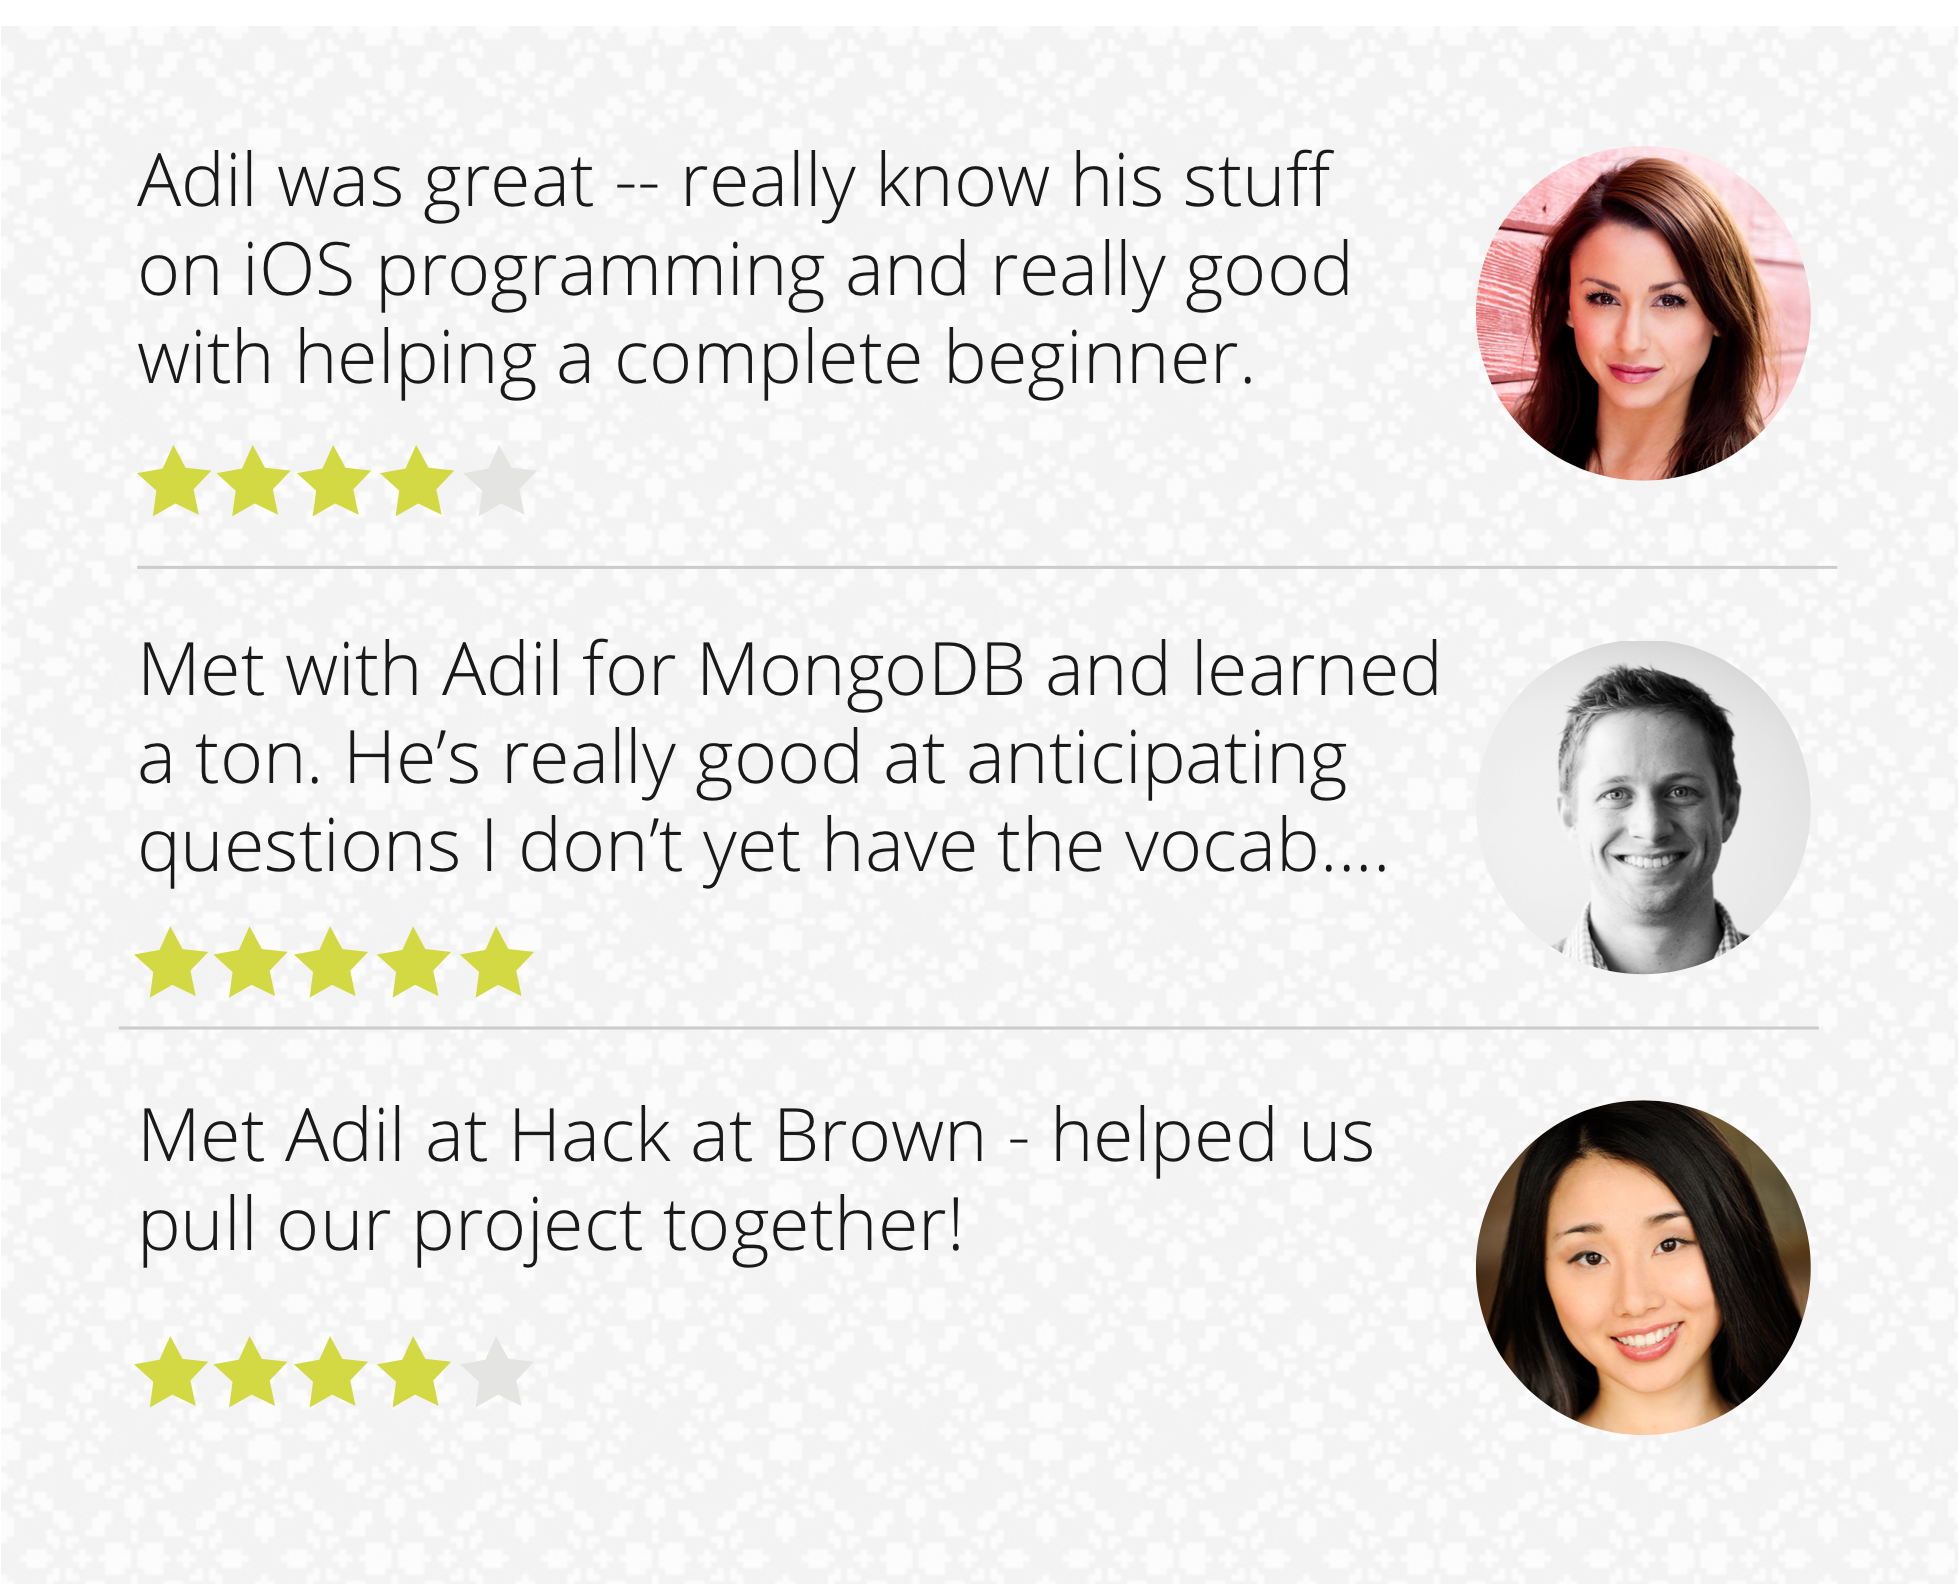 Adil was great -- really know his stuff
on iOS programming and really good
with helping a complete beginner.
Met with Adil for MongoDB and learned
a ton. He’s really good at anticipating
questions I don’t yet have the vocab....
Met Adil at Hack at Brown - helped us
pull our project together!